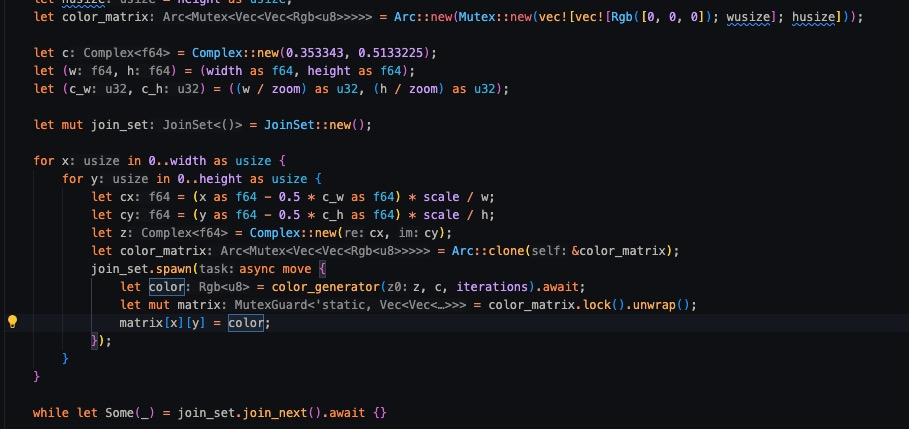 let husize: usize = height as usize;
let color_matrix: Arc<Mutex<Vec<Vec<Rgb<u8>>>>> = Arc::new(Mutex::new(vec![vec![Rgb([0, 0, 0]); wusize]; husize]));
let c: Complex<f64> = Complex::new(0.353343, 0.5133225);
let (w: f64, h: f64) = (width as f64, height as f64);
let (c_w: u32, c_h: u32) = ((w / zoom) as u32, (h / zoom) as u32);
let mut join_set: JoinSet<()> = JoinSet::new();
for x: usize in 0..width as usize {
for y: usize in 0..height as usize {
let cx: f64 = (x as f64 - 0.5 * c_w as f64) * scale / w;
let cy: f64 = (y as f64 - 0.5 * c_h as f64) * scale / h;
let z: Complex<f64> = Complex::new(re: cx, im: cy);
let color_matrix: Arc<Mutex<Vec<Vec<Rgb<u8>>>>> = Arc::clone(self: &color_matrix);
join_set.spawn(task: async move {
let color: Rgb<u8> = color_generator(z0: z, c, iterations).await;
let mut matrix: MutexGuard<'static, Vec<Vec<…>>> = color_matrix.lock().unwrap();
matrix[x][y] = color;
});
}
}
while let Some(_) = join_set.join_next().await {}